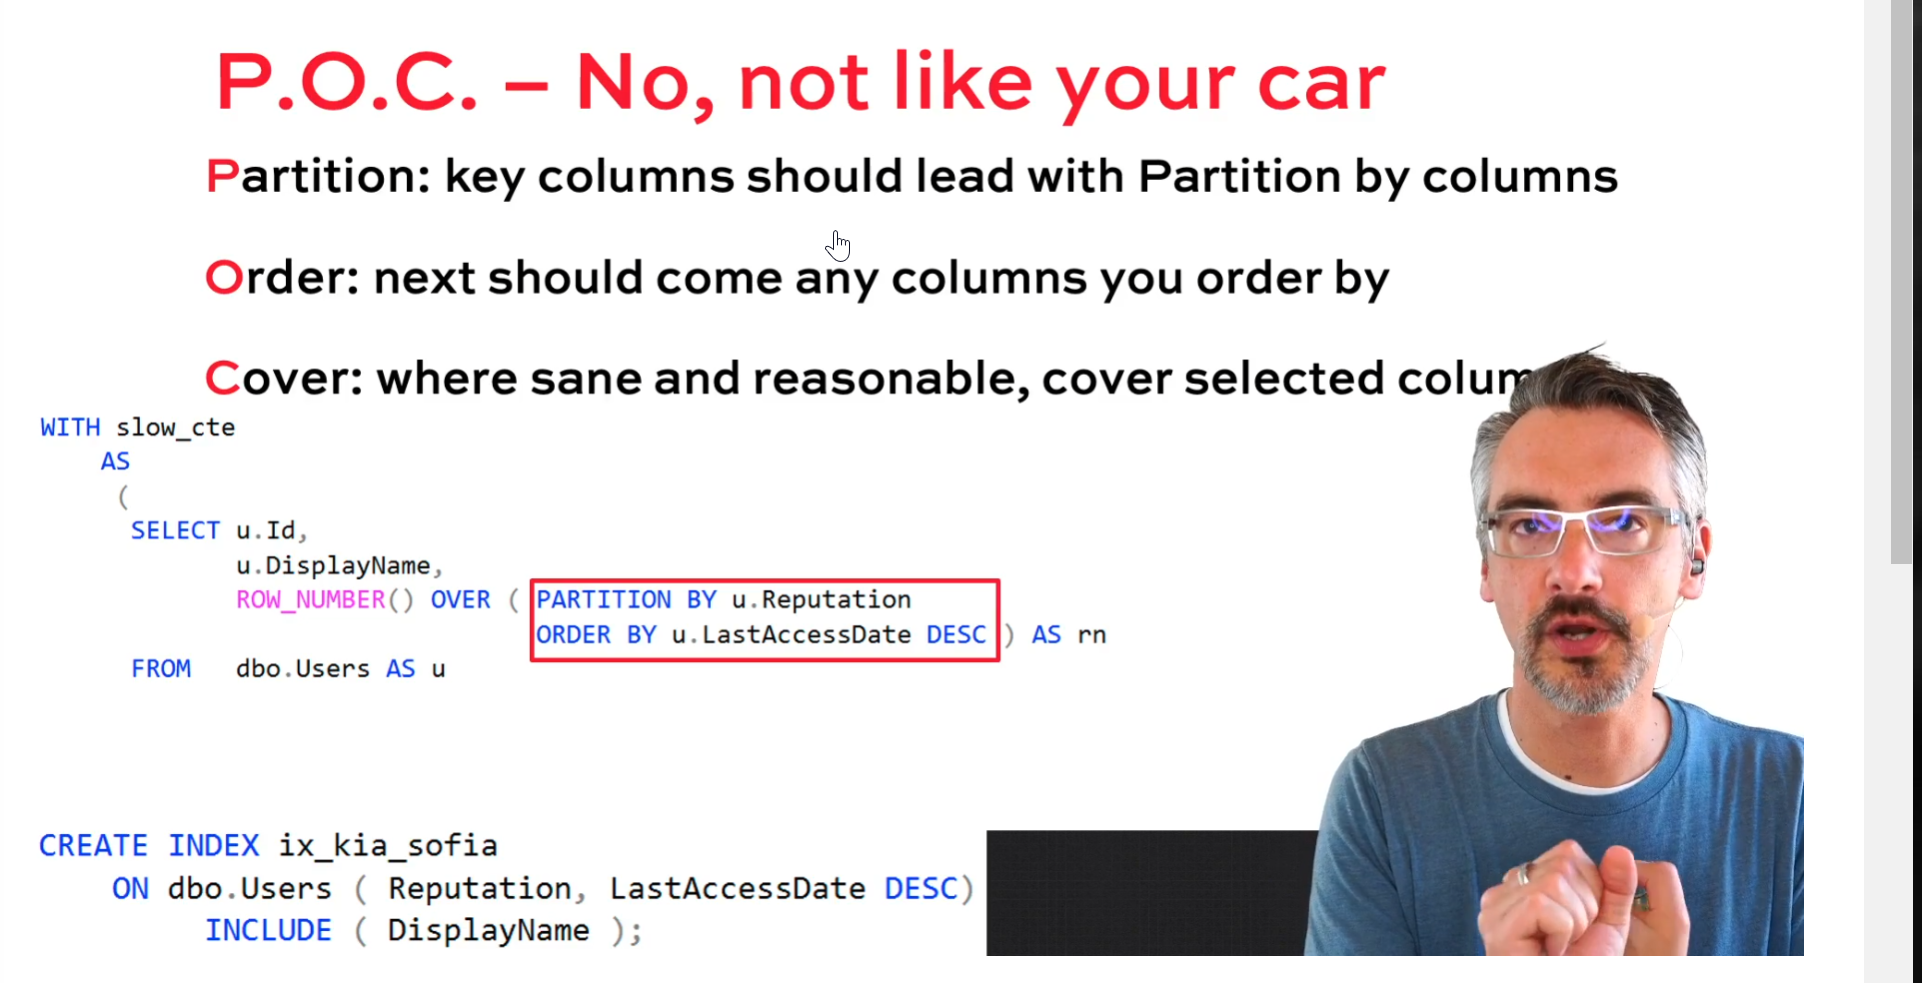 P.O.C. – No, not like your car
Partition: key columns should lead with Partition by columns
Order: next should come any columns you order by
Cover: where sane and reasonable, cover selected
WITH slow_cte
AS
(
SELECT u.Id,
u.DisplayName,
ROW_NUMBER() OVER ( PARTITION BY u.Reputation
ORDER BY u.LastAccessDate DESC ) AS rn
FROM dbo.Users AS u
CREATE INDEX ix_kia_sofia
ON dbo.Users ( Reputation, LastAccessDate DESC)
INCLUDE ( DisplayName );